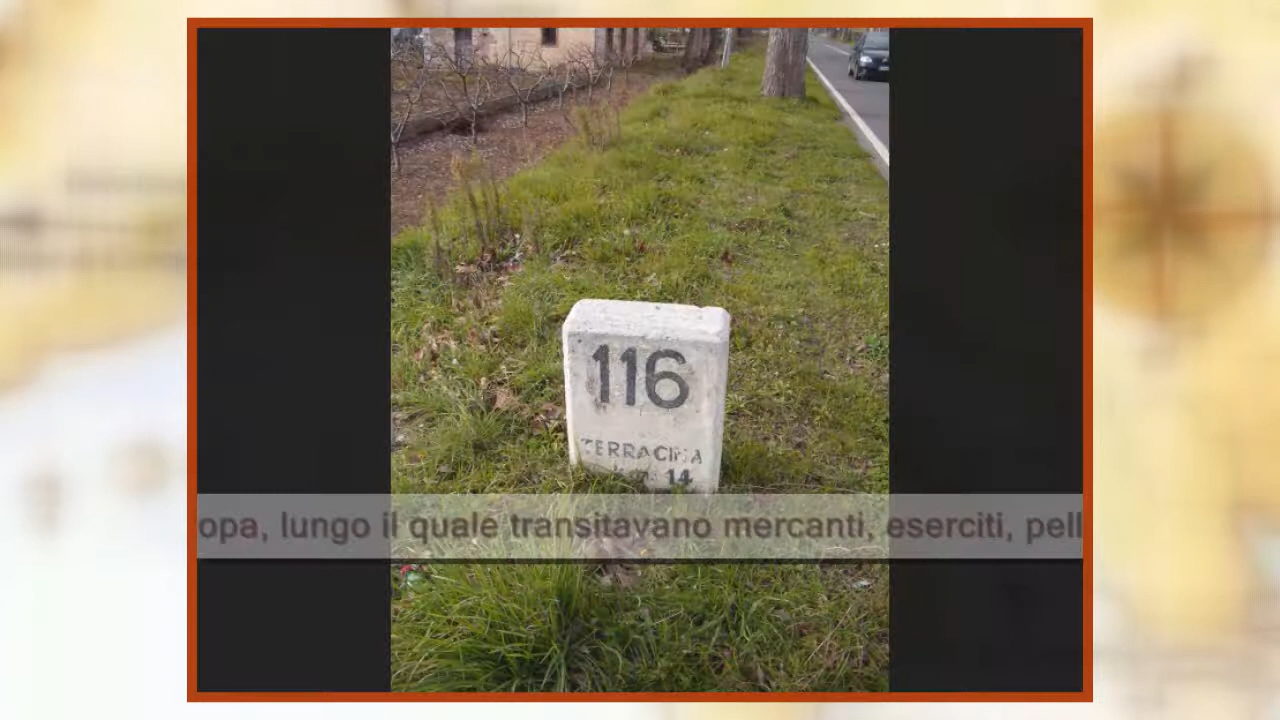 116
TERRACINA
14
opa, lungo il quale transitavano mercanti, eserciti, pell